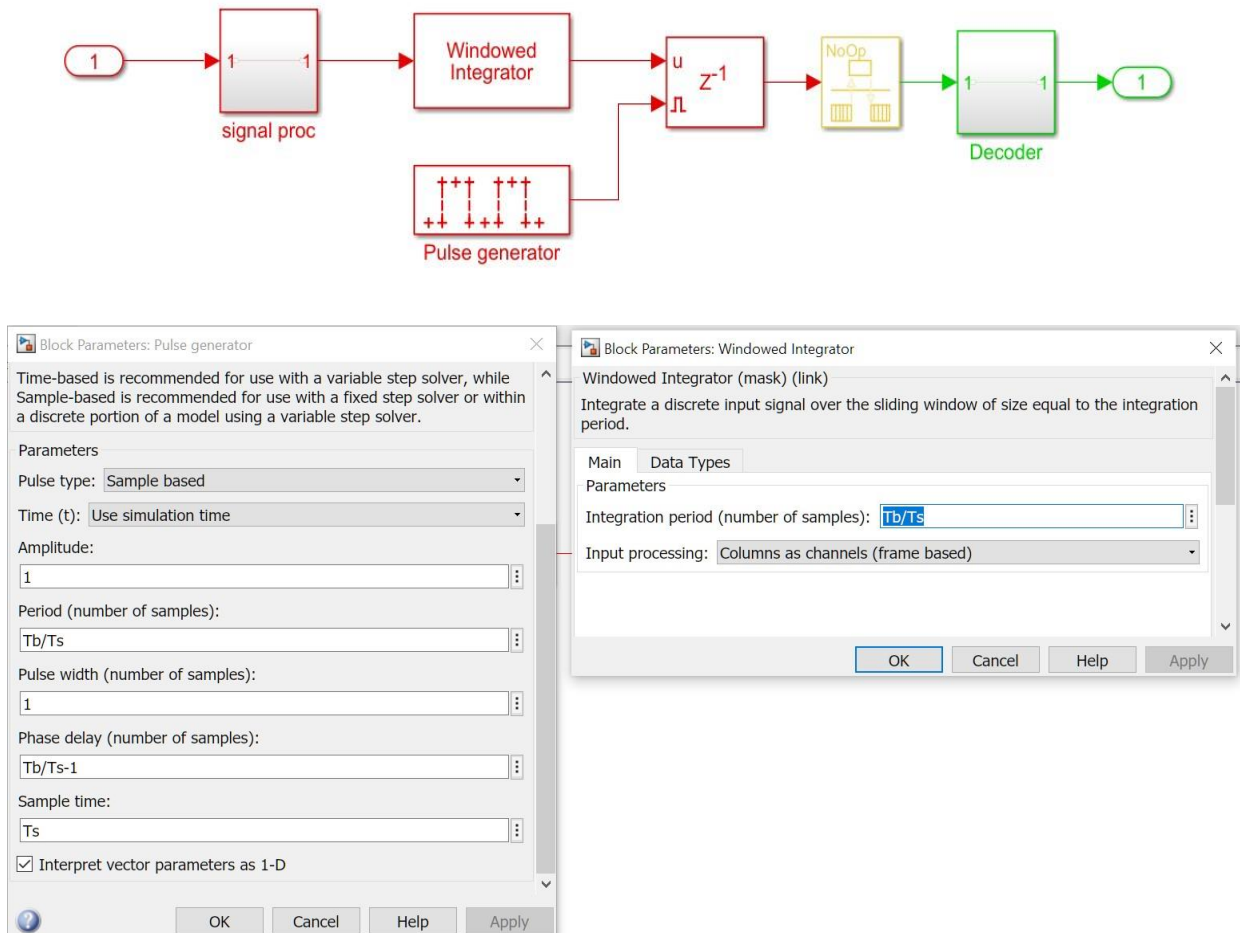 1
1 1
signal proc
Windowed
Integrator
u
Z-1
NoOp
1 1
Decoder
1
Pulse generator
Block Parameters: Pulse generator
Time-based is recommended for use with a variable step solver, while
Sample-based is recommended for use with a fixed step solver or within
a discrete portion of a model using a variable step solver.
Parameters
Pulse type: Sample based
Time (t): Use simulation time
Amplitude:
1
Period (number of samples):
Tb/Ts
Pulse width (number of samples):
1
Phase delay (number of samples):
Tb/Ts-1
Sample time:
Ts
Interpret vector parameters as 1-D
? OK Cancel Help Apply
Block Parameters: Windowed Integrator
Windowed Integrator (mask) (link)
Integrate a discrete input signal over the sliding window of size equal to the integration
period.
Main Data Types
Parameters
Integration period (number of samples): Tb/Ts
Input processing: Columns as channels (frame based)
OK Cancel Help Apply